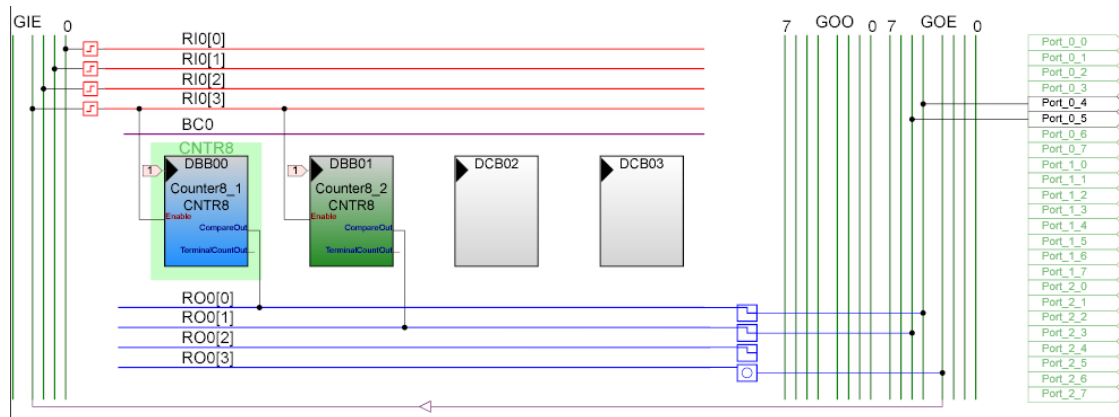 GIE 0 7 GOO 0 7 GOE 0
RI0[0]
RI0[1]
RI0[2]
RI0[3]
BC0
CNTR8
1 DBB00
Counter8_1
CNTR8
Enable
CompareOut
TerminalCountOut
1 DBB01
Counter8_2
CNTR8
Enable
CompareOut
TerminalCountOut
DCB02
DCB03
RO0[0]
RO0[1]
RO0[2]
RO0[3]
Port_0_0
Port_0_1
Port_0_2
Port_0_3
Port_0_4
Port_0_5
Port_0_6
Port_0_7
Port_1_0
Port_1_1
Port_1_2
Port_1_3
Port_1_4
Port_1_5
Port_1_6
Port_1_7
Port_2_0
Port_2_1
Port_2_2
Port_2_3
Port_2_4
Port_2_5
Port_2_6
Port_2_7